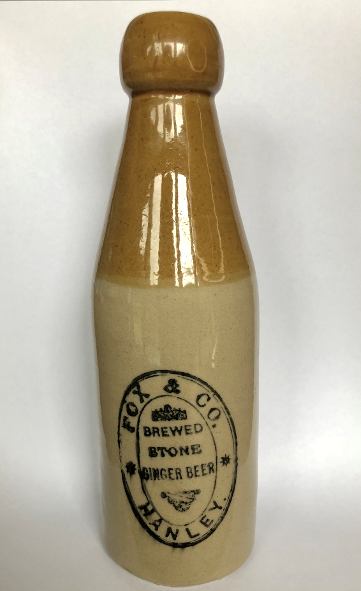 FOX & CO.
BREWED
STONE
GINGER BEER
HANLEY.